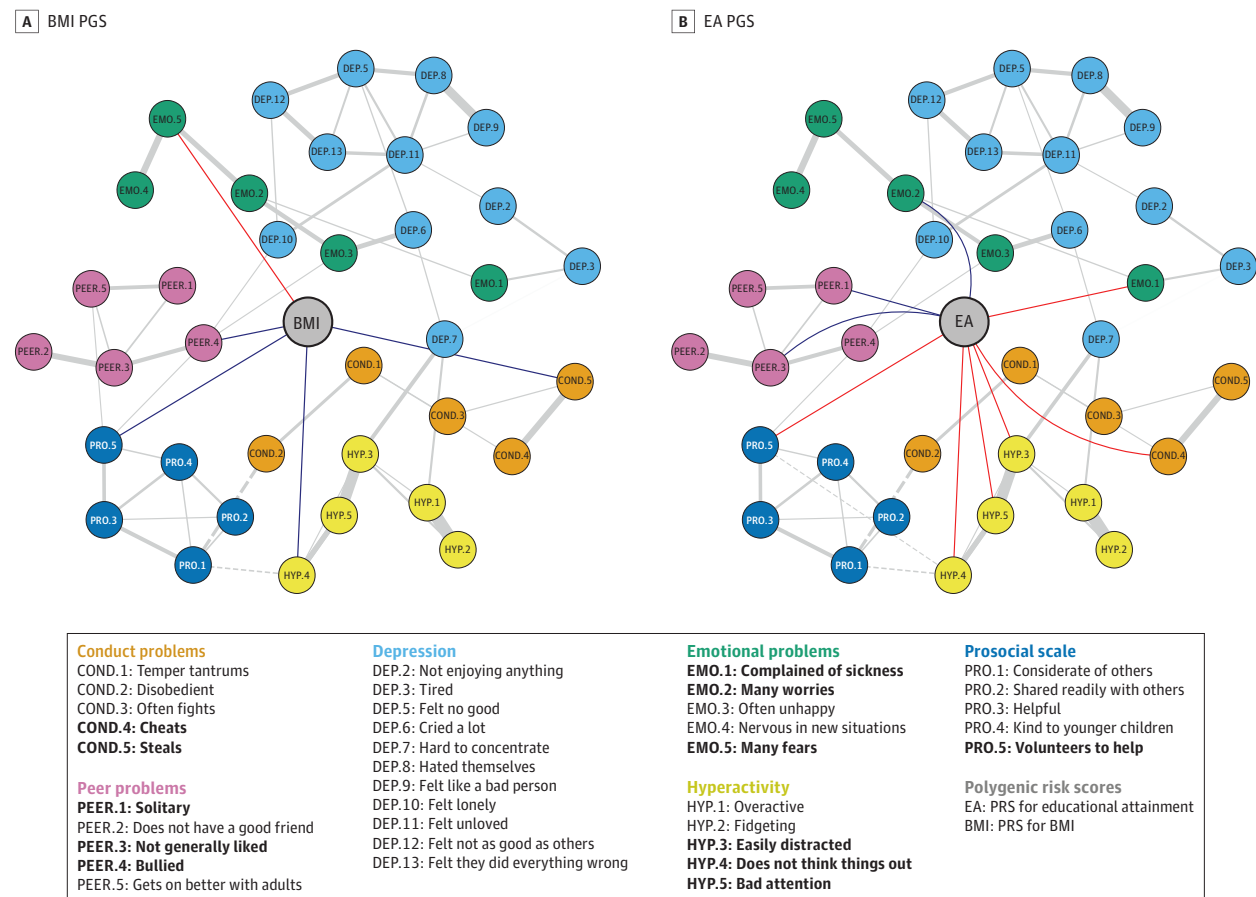 A BMI PGS
DEP.5
DEP.8
DEP.12
EMO.5
DEP.9
DEP.13
DEP.11
EMO.4
EMO.2
DEP.2
DEP.6
DEP.10
EMO.3
DEP.3
EMO.1
PEER.5
PEER.1
BMI
DEP.7
PEER.4
PEER.2
PEER.3
COND.1
COND.5
COND.3
PRO.5
COND.2
HYP.3
COND.4
PRO.4
HYP.1
HYP.5
PRO.2
PRO.3
HYP.2
PRO.1
HYP.4
B EA PGS
DEP.5
DEP.8
DEP.12
EMO.5
DEP.9
DEP.13
DEP.11
EMO.4
EMO.2
DEP.2
DEP.6
DEP.10
EMO.3
DEP.3
EMO.1
PEER.5
PEER.1
EA
DEP.7
PEER.4
PEER.2
PEER.3
COND.1
COND.5
COND.3
PRO.5
COND.2
HYP.3
COND.4
PRO.4
HYP.1
HYP.5
PRO.2
PRO.3
HYP.2
PRO.1
HYP.4
Conduct problems
COND.1: Temper tantrums
COND.2: Disobedient
COND.3: Often fights
COND.4: Cheats
COND.5: Steals
Peer problems
PEER.1: Solitary
PEER.2: Does not have a good friend
PEER.3: Not generally liked
PEER.4: Bullied
PEER.5: Gets on better with adults
Depression
DEP.2: Not enjoying anything
DEP.3: Tired
DEP.5: Felt no good
DEP.6: Cried a lot
DEP.7: Hard to concentrate
DEP.8: Hated themselves
DEP.9: Felt like a bad person
DEP.10: Felt lonely
DEP.11: Felt unloved
DEP.12: Felt not as good as others
DEP.13: Felt they did everything wrong
Emotional problems
EMO.1: Complained of sickness
EMO.2: Many worries
EMO.3: Often unhappy
EMO.4: Nervous in new situations
EMO.5: Many fears
Hyperactivity
HYP.1: Overactive
HYP.2: Fidgeting
HYP.3: Easily distracted
HYP.4: Does not think things out
HYP.5: Bad attention
Prosocial scale
PRO.1: Considerate of others
PRO.2: Shared readily with others
PRO.3: Helpful
PRO.4: Kind to younger children
PRO.5: Volunteers to help
Polygenic risk scores
EA: PRS for educational attainment
BMI: PRS for BMI